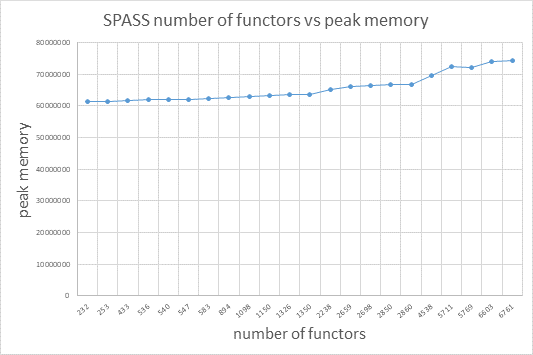 SPASS number of functors vs peak memory
80000000
70000000
60000000
50000000
40000000
30000000
20000000
10000000
0
peak memory
232 253 433 536 540 547 583 894 1098 1150 1326 1350 2238 2659 2698 2850 2860 4538 5711 5769 6603 6761
number of functors